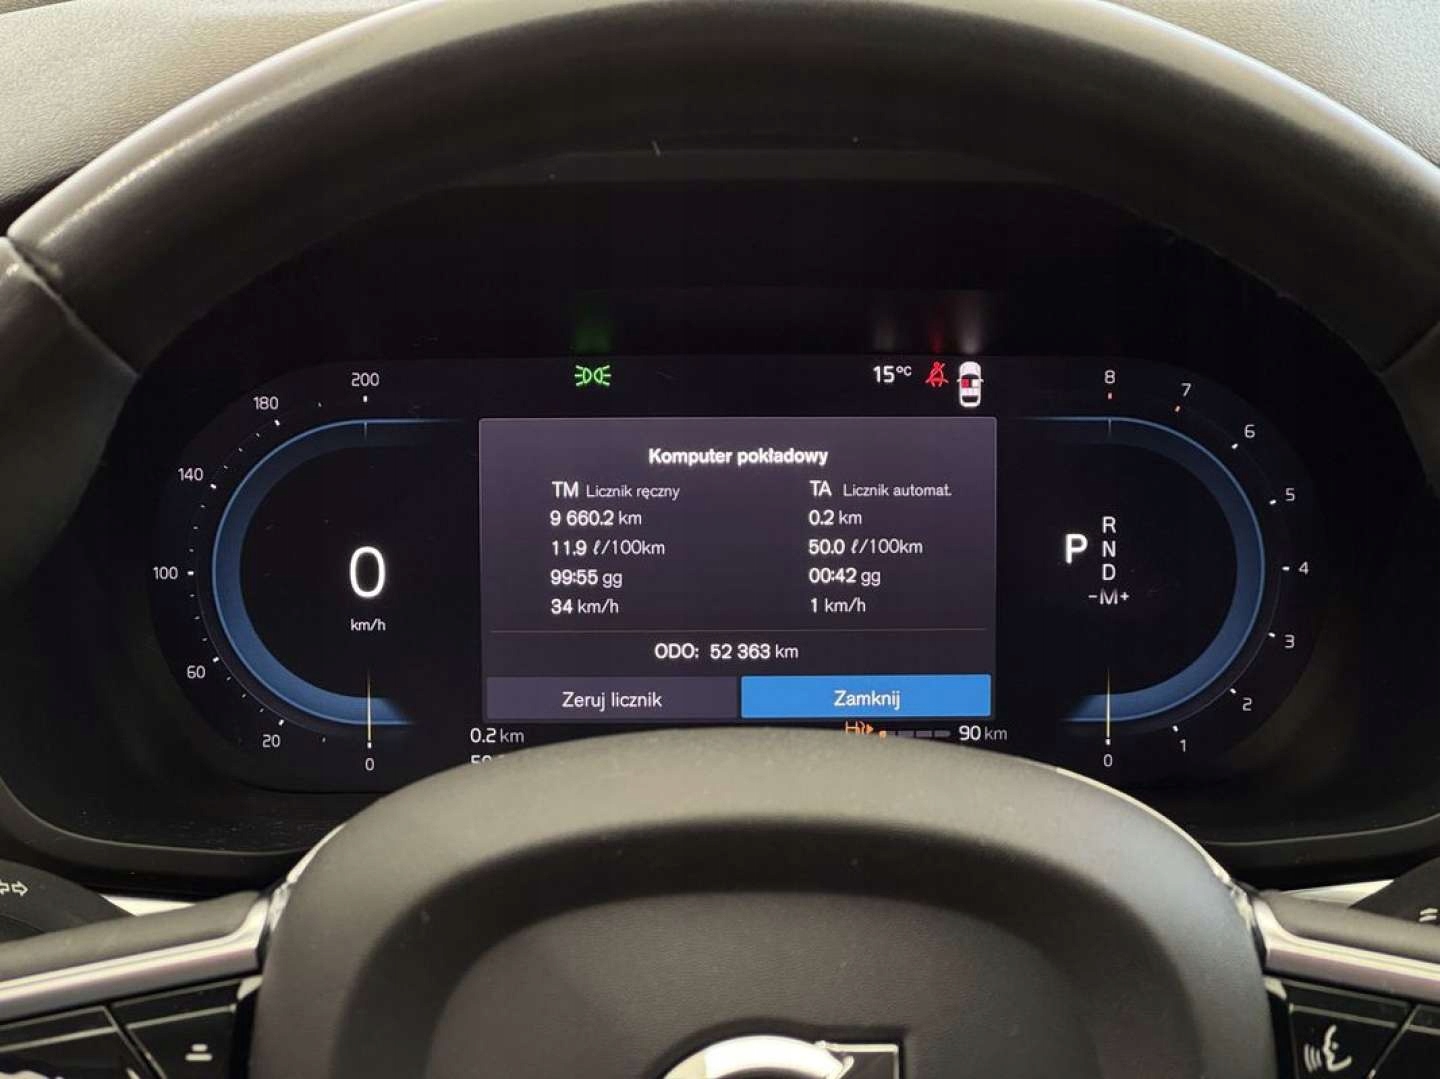 200
180
140
100
60
20
0
0
km/h
15°C
Komputer pokładowy
TM Licznik ręczny
9 660.2 km
11.9 ℓ/100km
99:55 gg
34 km/h
TA Licznik automat.
0.2 km
50.0 ℓ/100km
00:42 gg
1 km/h
ODO: 52 363 km
Zeruj licznik
Zamknij
0.2 km
90 km
P
R
N
D
-M+
8
7
6
5
4
3
2
1
0